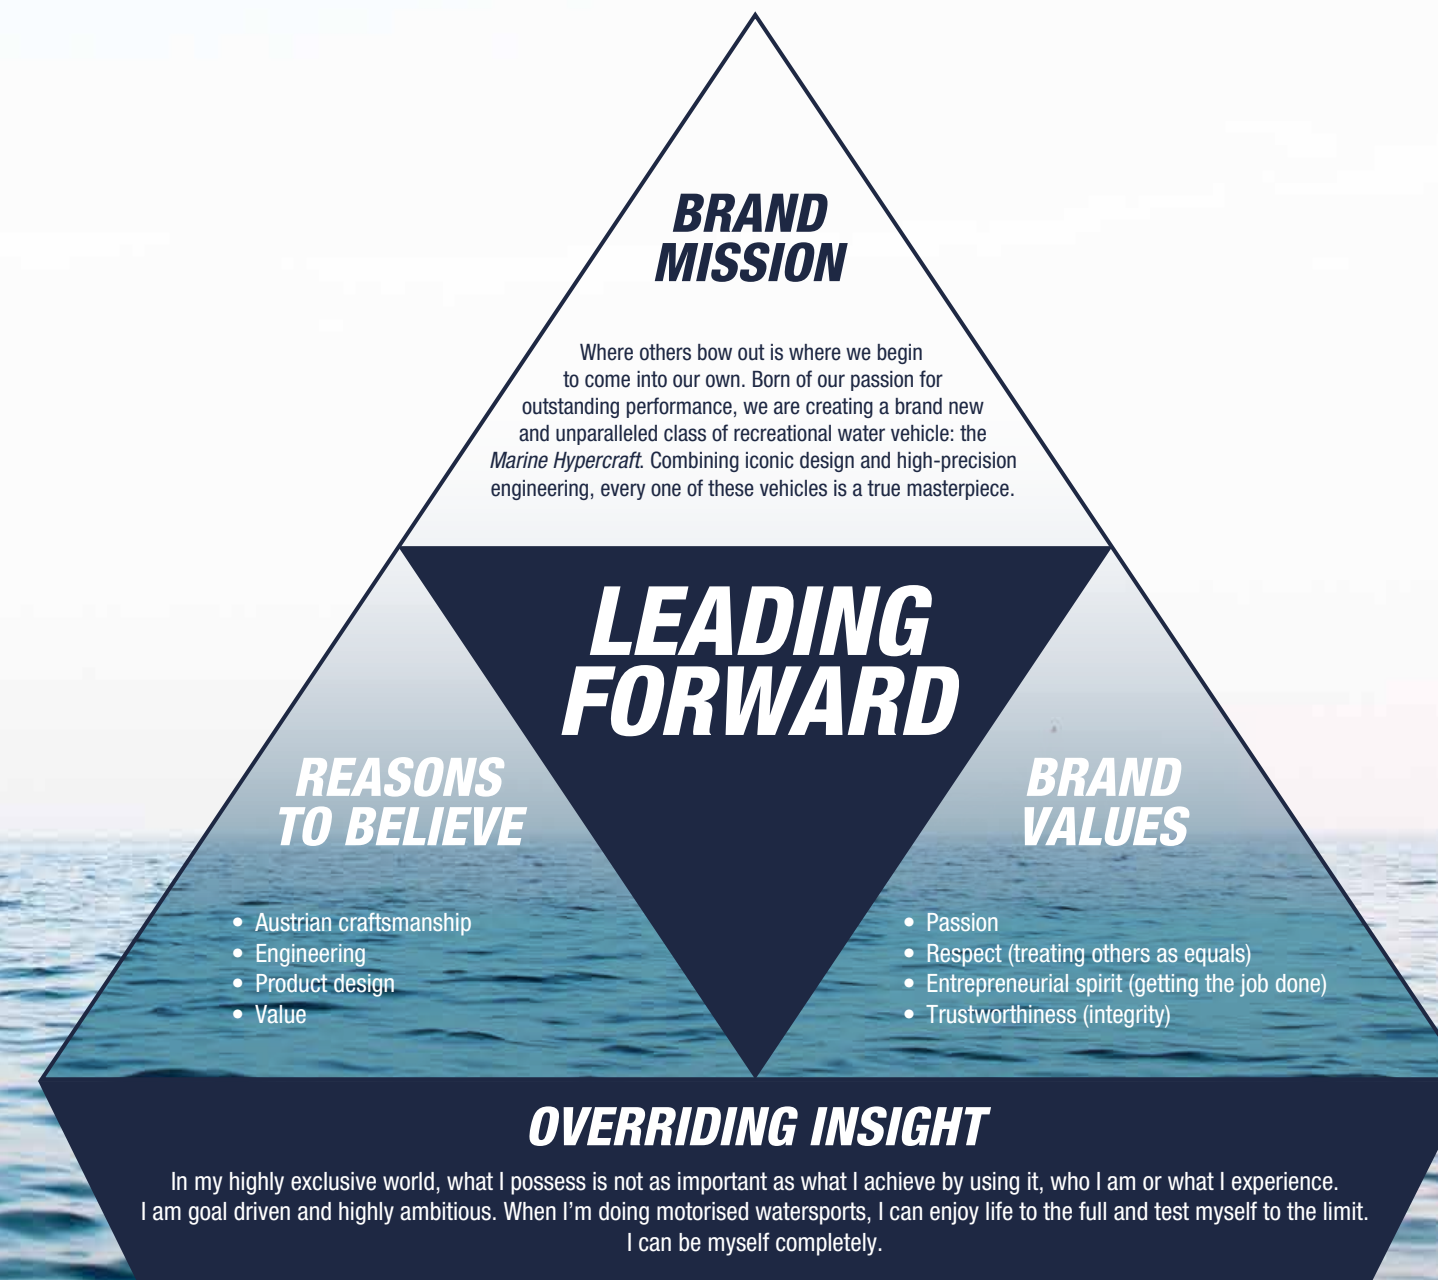 BRAND
MISSION
Where others bow out is where we begin
to come into our own. Born of our passion for
outstanding performance, we are creating a brand new
and unparalleled class of recreational water vehicle: the
Marine Hypercraft. Combining iconic design and high-precision
engineering, every one of these vehicles is a true masterpiece.
LEADING
FORWARD
REASONS
TO BELIEVE
• Austrian craftsmanship
• Engineering
• Product design
• Value
BRAND
VALUES
• Passion
• Respect (treating others as equals)
• Entrepreneurial spirit (getting the job done)
• Trustworthiness (integrity)
OVERRIDING INSIGHT
In my highly exclusive world, what I possess is not as important as what I achieve by using it, who I am or what I experience.
I am goal driven and highly ambitious. When I’m doing motorised watersports, I can enjoy life to the full and test myself to the limit.
I can be myself completely.